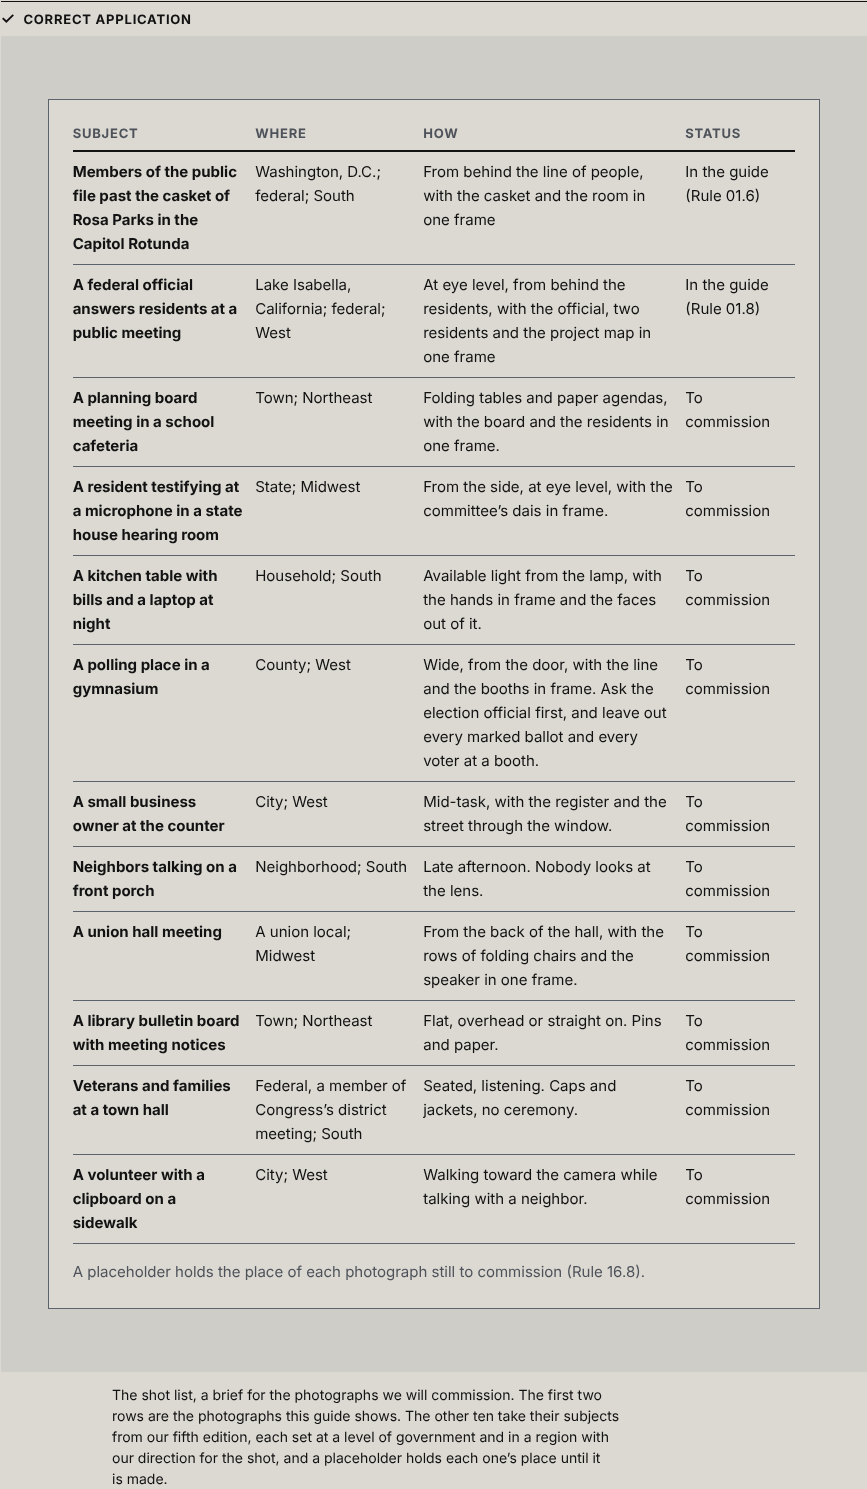 ✓ CORRECT APPLICATION
SUBJECT WHERE HOW STATUS
Members of the public Washington, D.C.; From behind the line of people, In the guide
file past the casket of federal; South with the casket and the room in (Rule 01.6)
Rosa Parks in the one frame
Capitol Rotunda
A federal official Lake Isabella, At eye level, from behind the In the guide
answers residents at a California; federal; residents, with the official, two (Rule 01.8)
public meeting West residents and the project map in
one frame
A planning board Town; Northeast Folding tables and paper agendas, To
meeting in a school with the board and the residents in commission
cafeteria one frame.
A resident testifying at State; Midwest From the side, at eye level, with the To
a microphone in a state committee’s dais in frame. commission
house hearing room
A kitchen table with Household; South Available light from the lamp, with To
bills and a laptop at the hands in frame and the faces commission
night out of it.
A polling place in a County; West Wide, from the door, with the line To
gymnasium and the booths in frame. Ask the commission
election official first, and leave out
every marked ballot and every
voter at a booth.
A small business City; West Mid-task, with the register and the To
owner at the counter street through the window. commission
Neighbors talking on a Neighborhood; South Late afternoon. Nobody looks at To
front porch the lens. commission
A union hall meeting A union local; From the back of the hall, with the To
Midwest rows of folding chairs and the commission
speaker in one frame.
A library bulletin board Town; Northeast Flat, overhead or straight on. Pins To
with meeting notices and paper. commission
Veterans and families Federal, a member of Seated, listening. Caps and To
at a town hall Congress’s district jackets, no ceremony. commission
meeting; South
A volunteer with a City; West Walking toward the camera while To
clipboard on a talking with a neighbor. commission
sidewalk
A placeholder holds the place of each photograph still to commission (Rule 16.8).
The shot list, a brief for the photographs we will commission. The first two
rows are the photographs this guide shows. The other ten take their subjects
from our fifth edition, each set at a level of government and in a region with
our direction for the shot, and a placeholder holds each one’s place until it
is made.